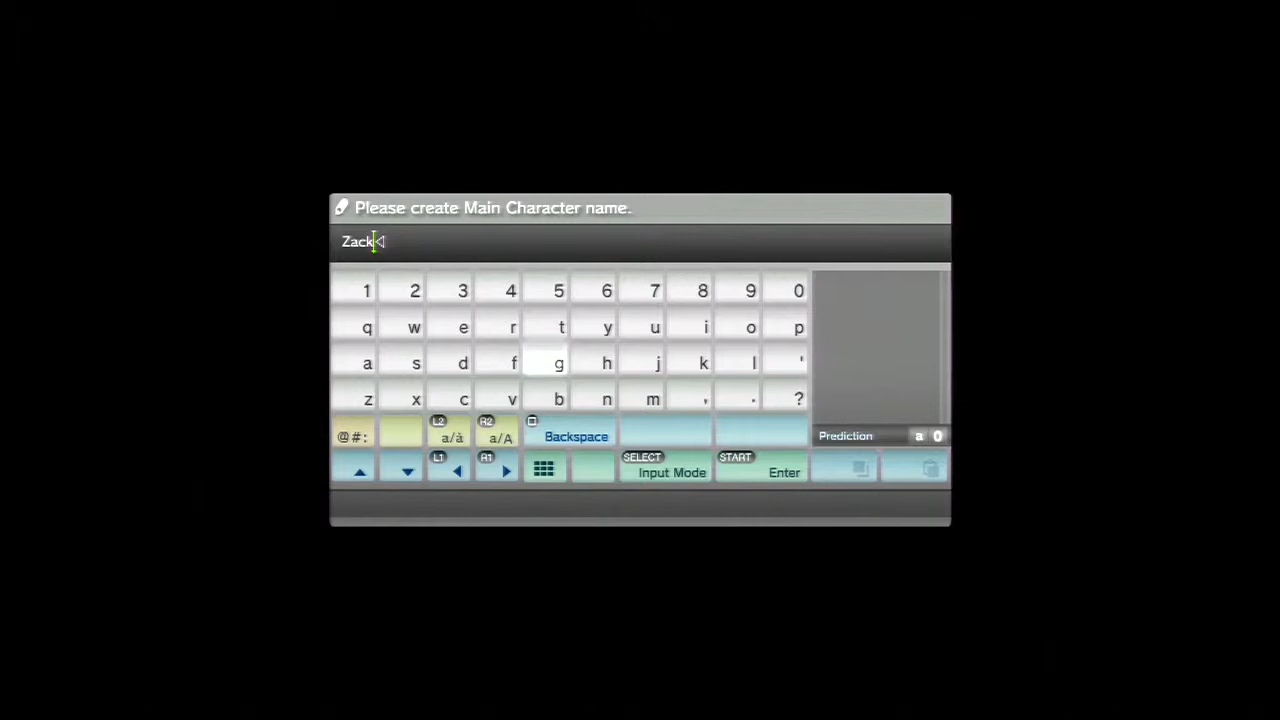 Please create Main Character name.
Zack
1 2 3 4 5 6 7 8 9 0
q w e r t y u i o p
a s d f g h j k l '
z x c v b n m , . ?
@#: L2 a/à R2 a/A Backspace Prediction a 0
L1 R1 SELECT Input Mode START Enter